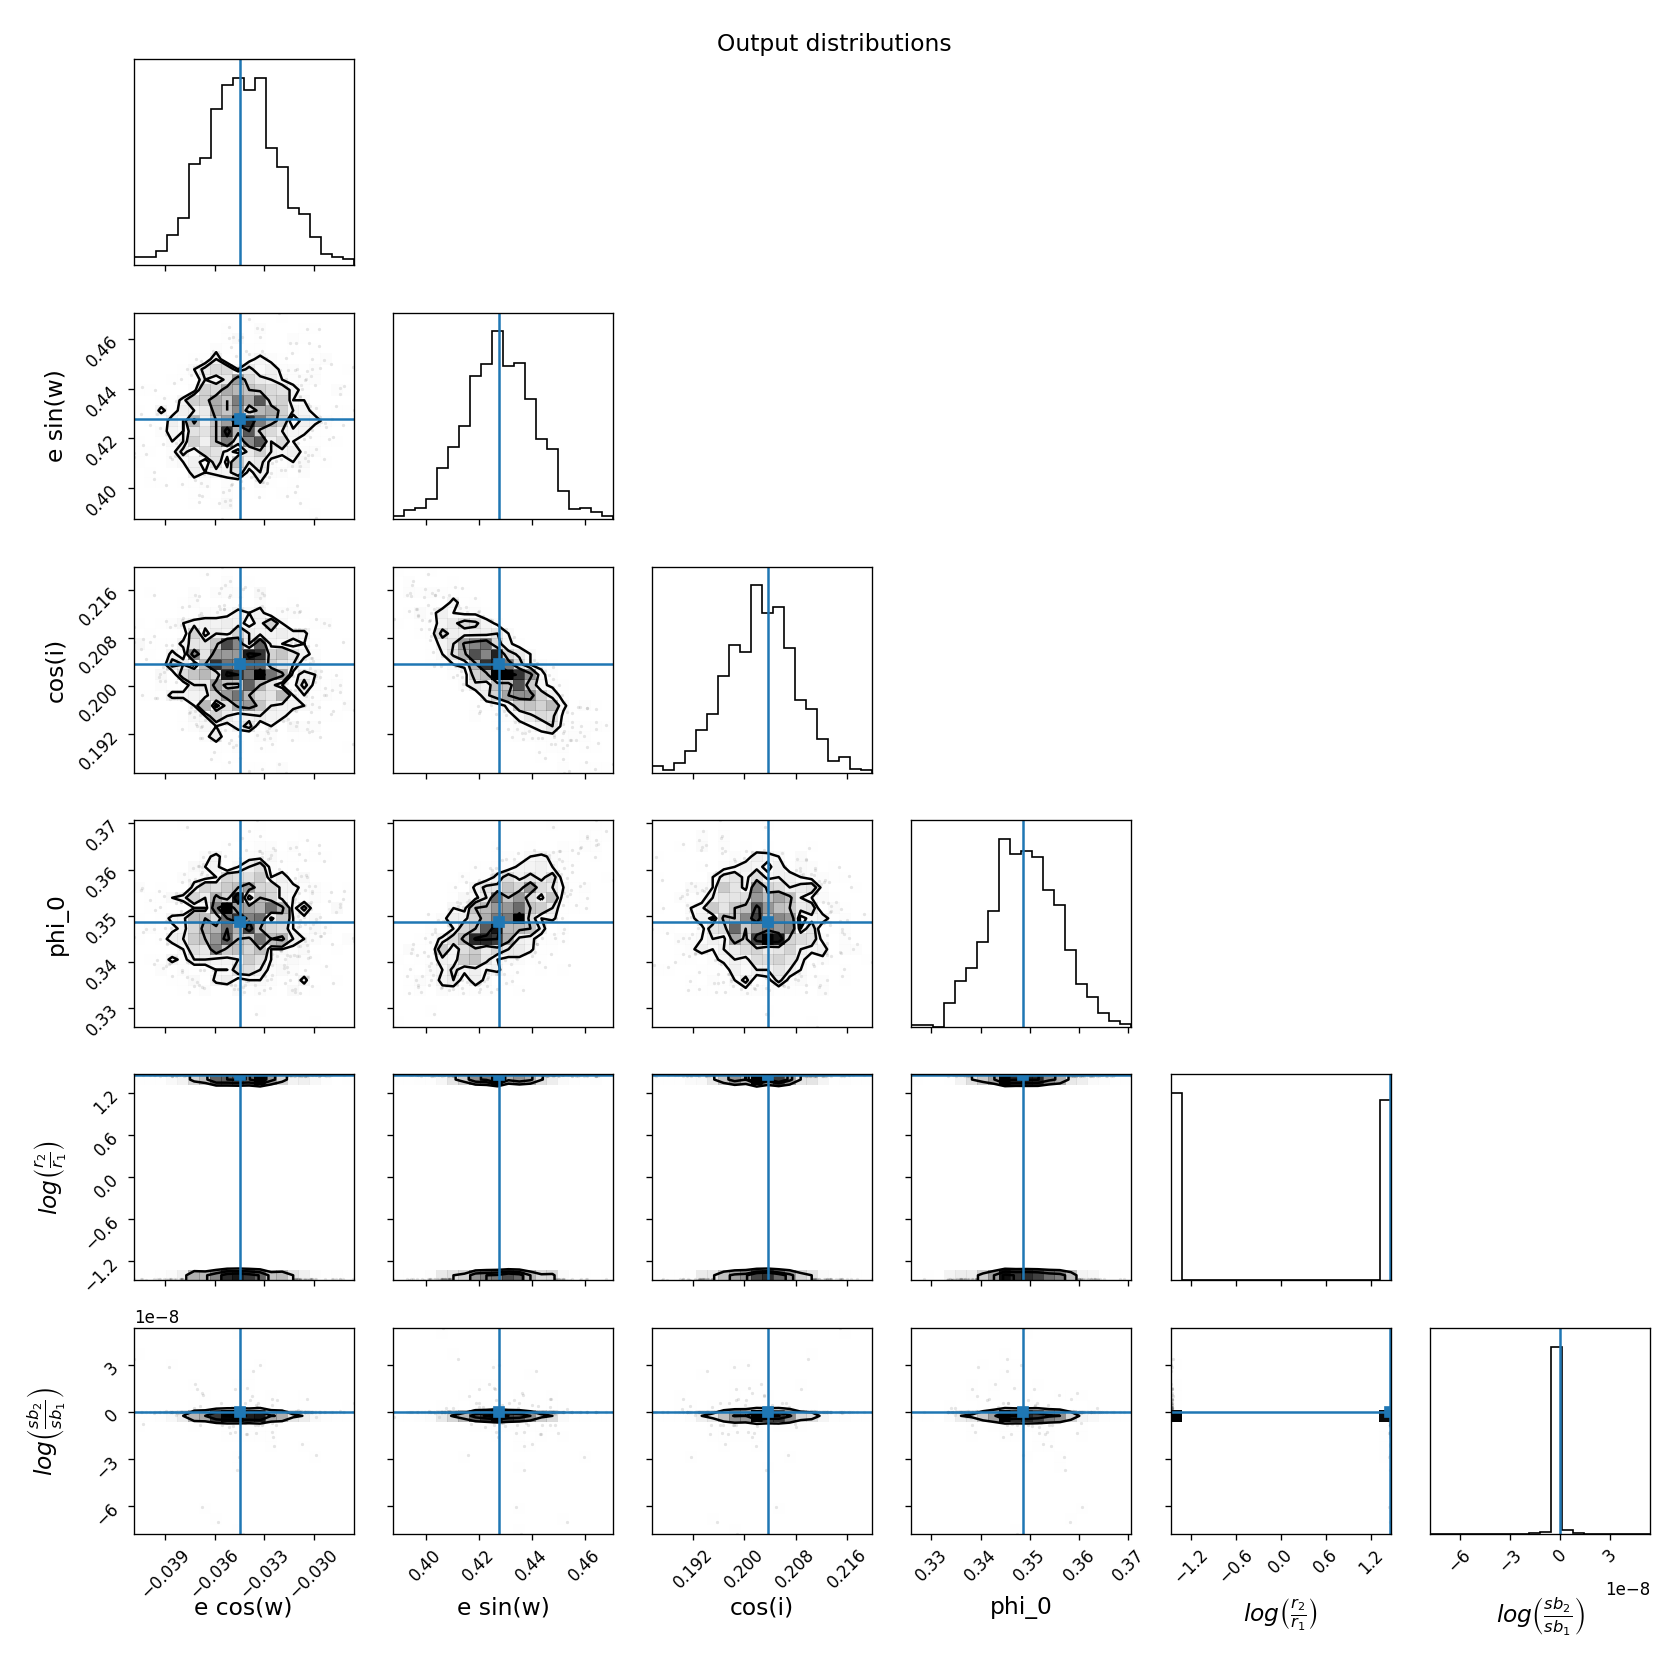 Output distributions
e sin(w)
0.46
0.44
0.42
0.40
cos(i)
0.216
0.208
0.200
0.192
phi_0
0.37
0.36
0.35
0.34
0.33
log(r₂/r₁)
1.2
0.6
0.0
−0.6
−1.2
1e−8
log(sb₂/sb₁)
3
0
−3
−6
−0.039 −0.036 −0.033 −0.030
e cos(w)
0.40 0.42 0.44 0.46
e sin(w)
0.192 0.200 0.208 0.216
cos(i)
0.33 0.34 0.35 0.36 0.37
phi_0
−1.2 −0.6 0.0 0.6 1.2
log(r₂/r₁)
−6 −3 0 3
1e−8
log(sb₂/sb₁)